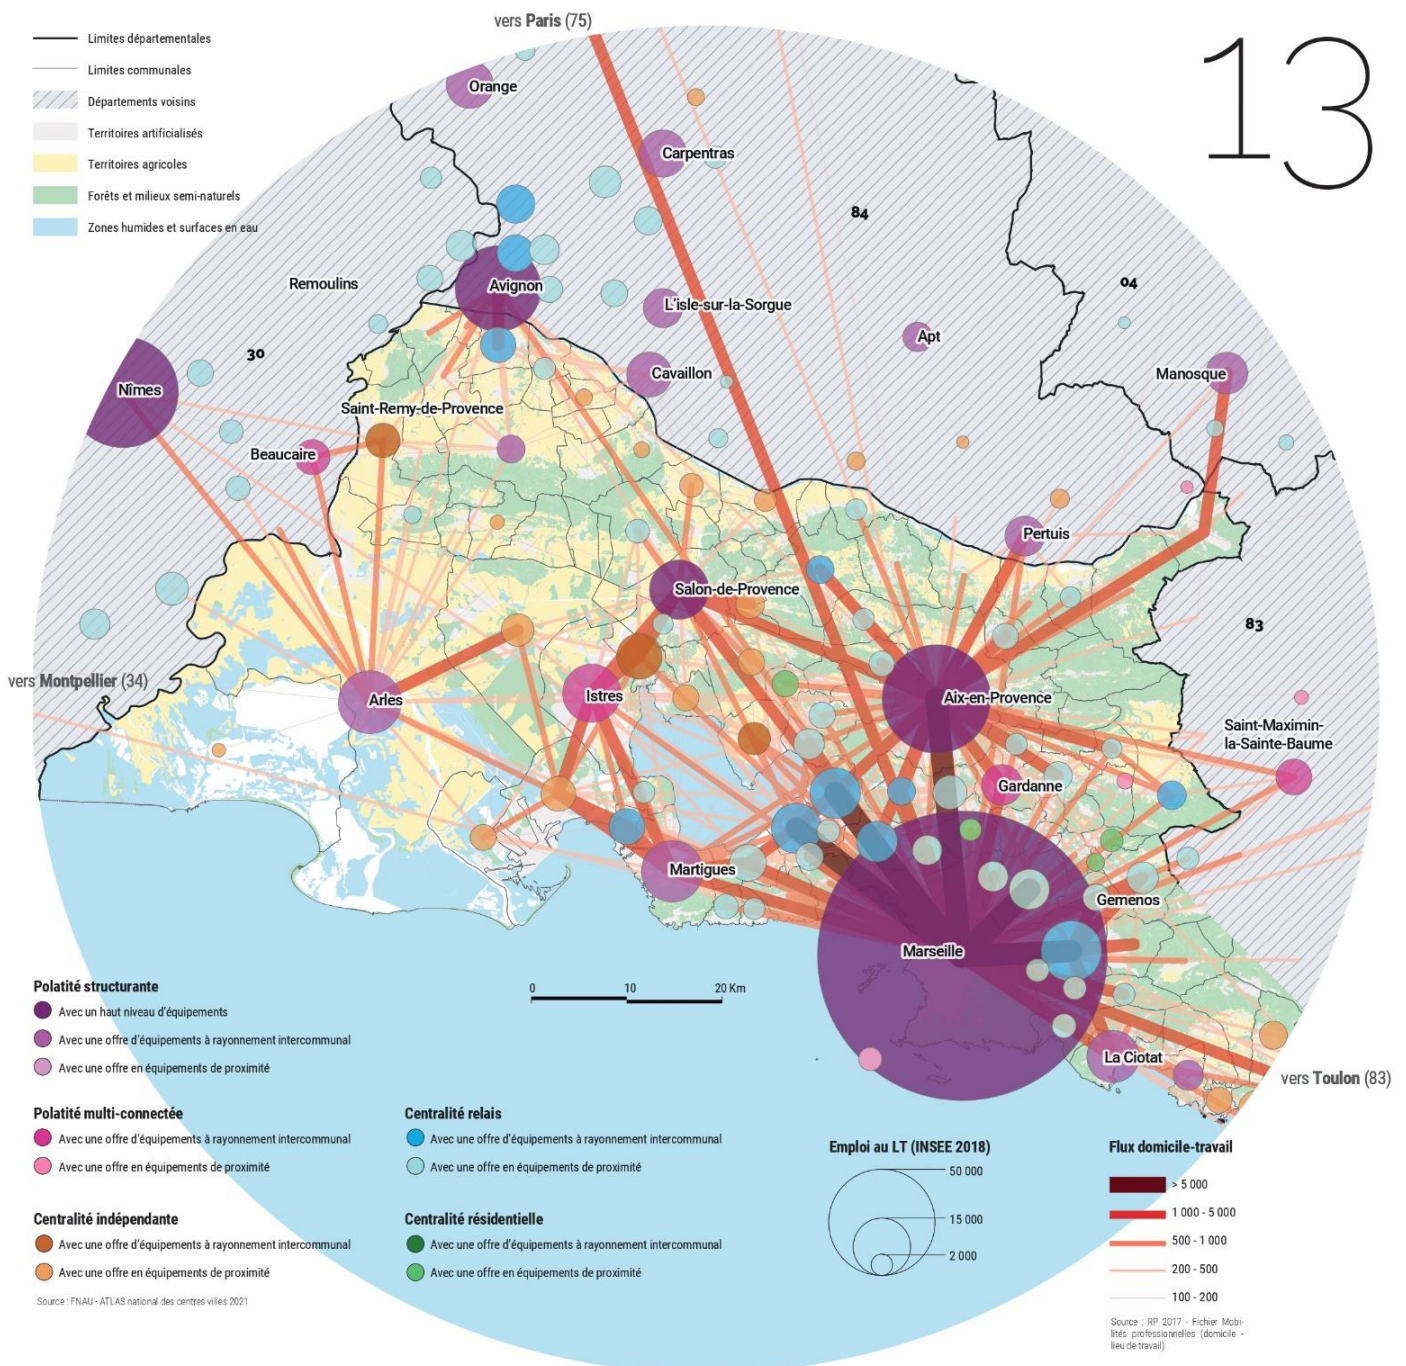 vers Paris (75)
13
Limites départementales
Limites communales
Départements voisins
Territoires artificialisés
Territoires agricoles
Forêts et milieux semi-naturels
Zones humides et surfaces en eau
Orange
Carpentras
84
Remoulins
Avignon
04
L'isle-sur-la-Sorgue
Apt
30
Nîmes
Cavaillon
Manosque
Saint-Remy-de-Provence
Beaucaire
Pertuis
Salon-de-Provence
83
vers Montpellier (34)
Arles
Istres
Aix-en-Provence
Saint-Maximin-
la-Sainte-Baume
Gardanne
Martigues
Gemenos
Marseille
La Ciotat
vers Toulon (83)
0 10 20 Km
Polatité structurante
Avec un haut niveau d'équipements
Avec une offre d'équipements à rayonnement intercommunal
Avec une offre en équipements de proximité
Polatité multi-connectée
Avec une offre d'équipements à rayonnement intercommunal
Avec une offre en équipements de proximité
Centralité indépendante
Avec une offre d'équipements à rayonnement intercommunal
Avec une offre en équipements de proximité
Source : FNAU - ATLAS national des centres villes 2021
Centralité relais
Avec une offre d'équipements à rayonnement intercommunal
Avec une offre en équipements de proximité
Centralité résidentielle
Avec une offre d'équipements à rayonnement intercommunal
Avec une offre en équipements de proximité
Emploi au LT (INSEE 2018)
50 000
15 000
2 000
Flux domicile-travail
> 5 000
1 000 - 5 000
500 - 1 000
200 - 500
100 - 200
Source : RP 2017 - Fichier Mobi-
lités professionnelles (domicile -
lieu de travail)